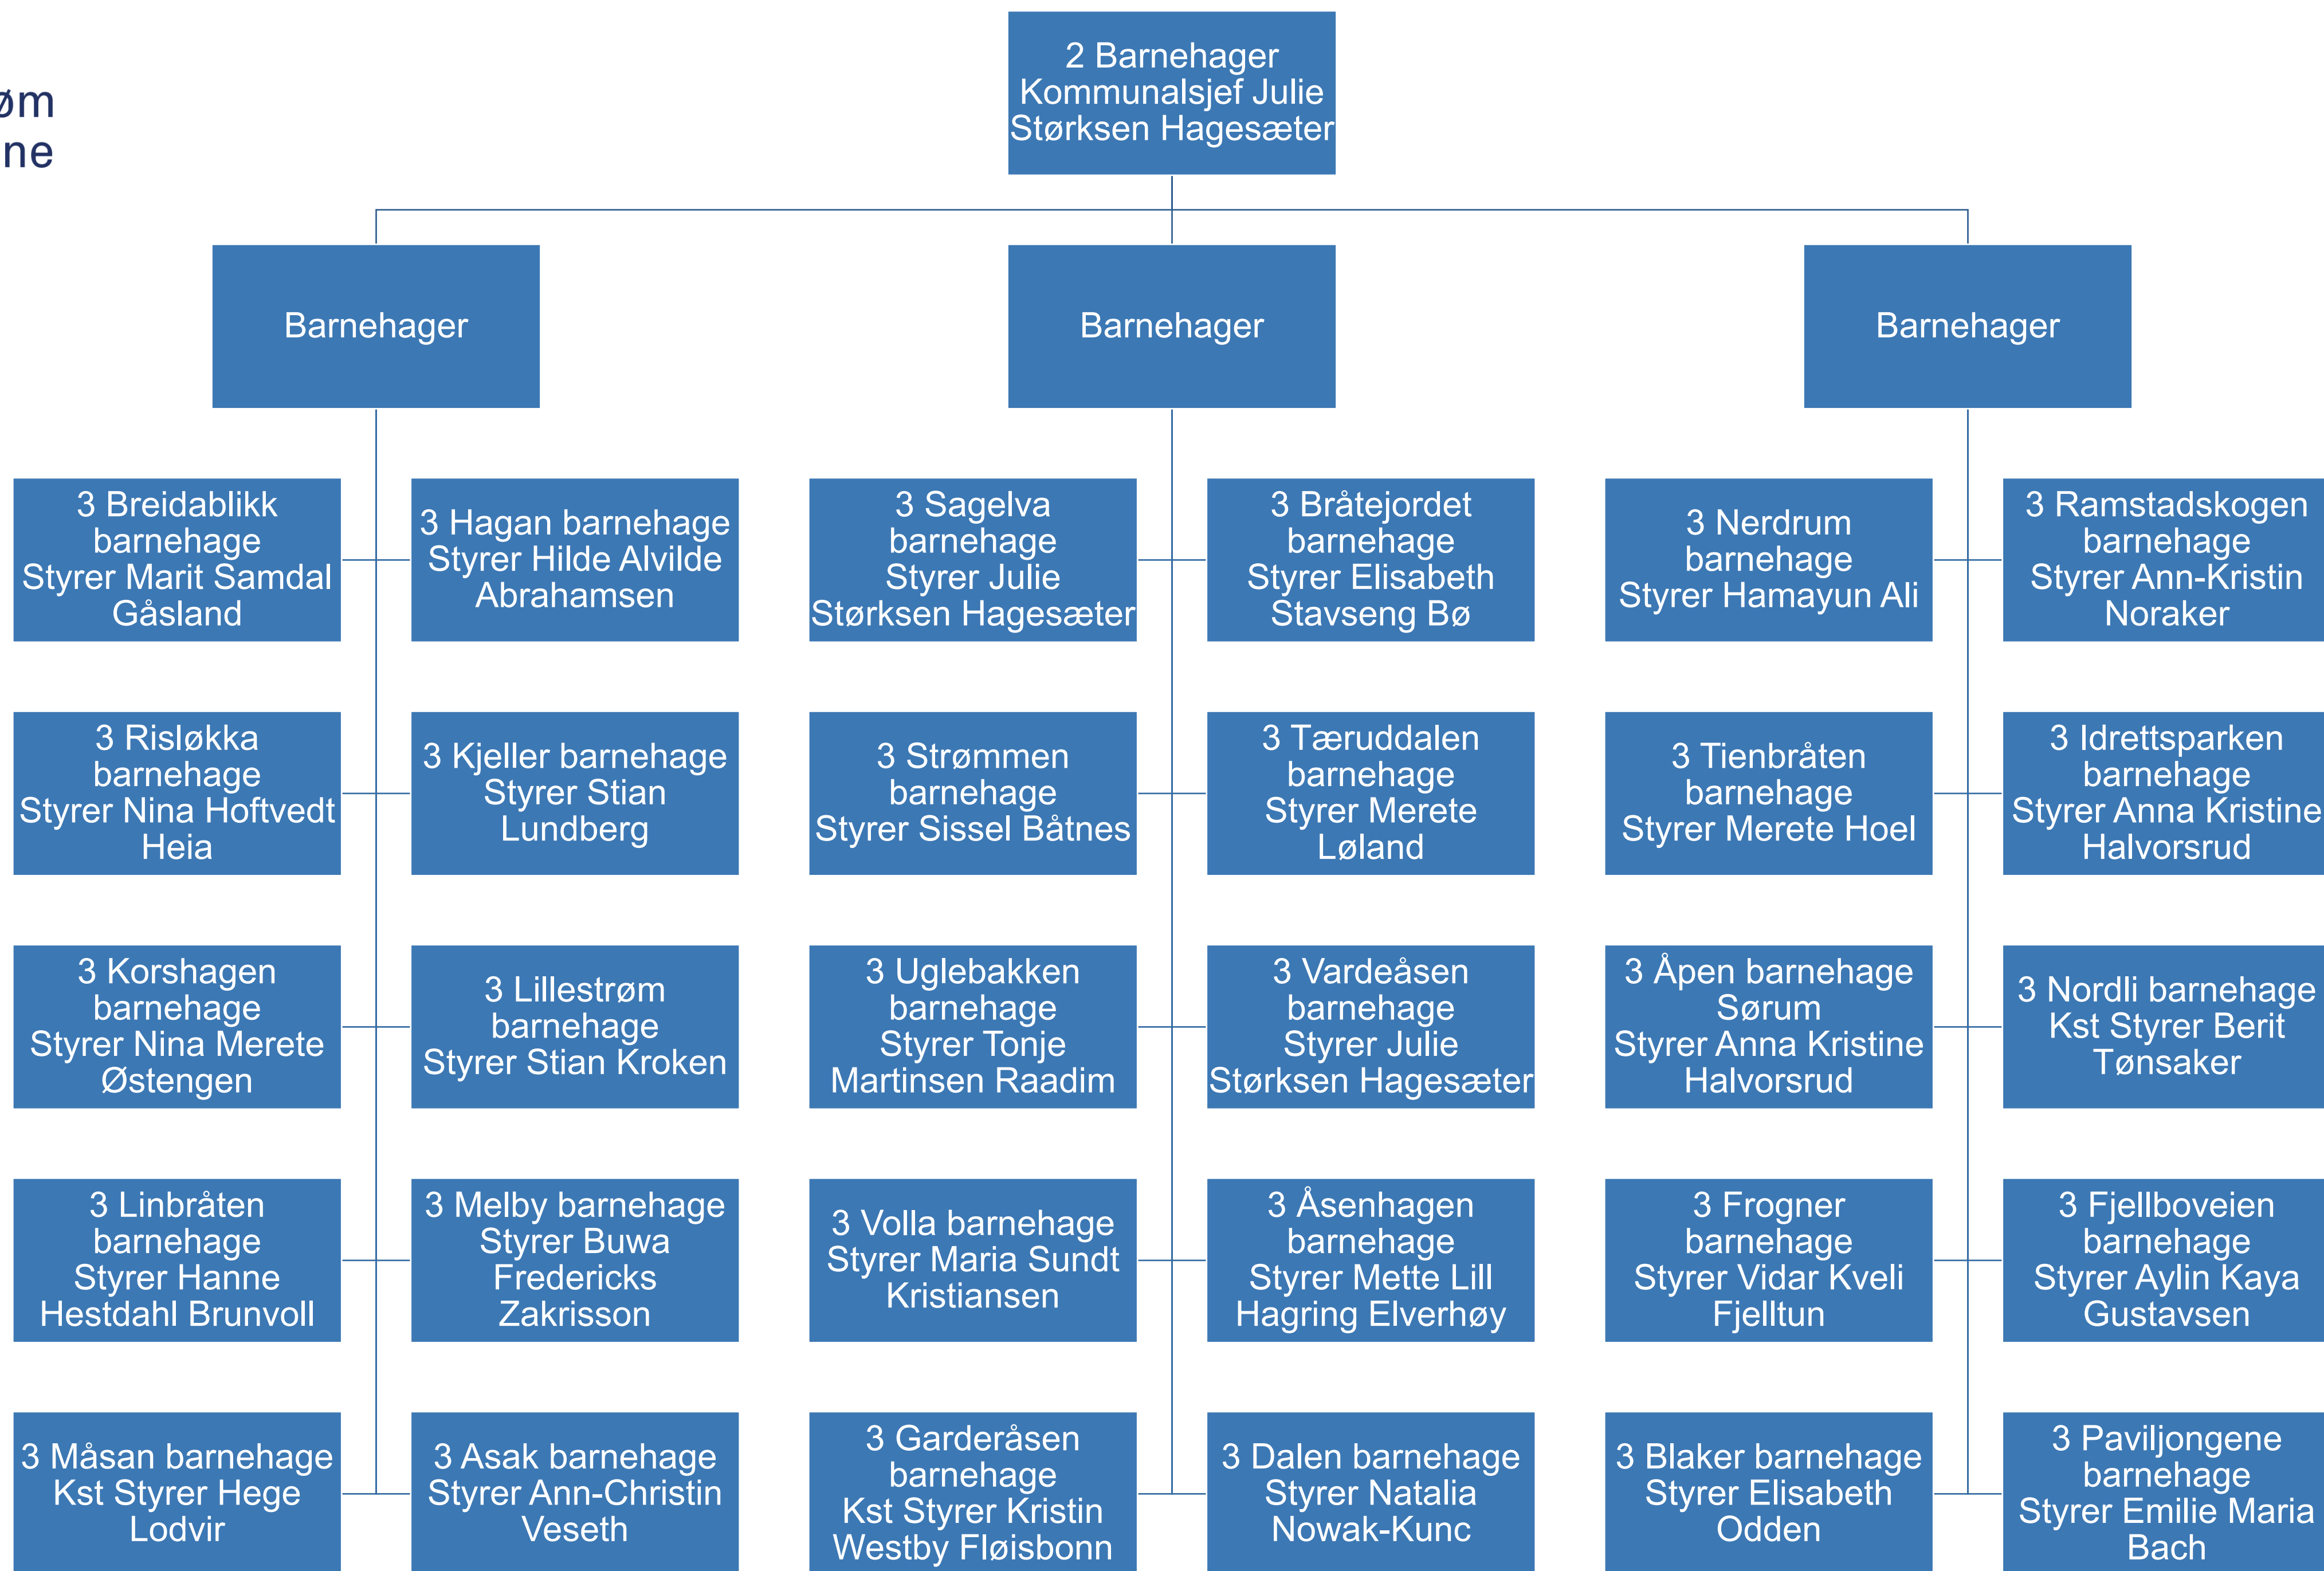 øm
ne
2 Barnehager
Kommunalsjef Julie
Størksen Hagesæter
Barnehager
Barnehager
Barnehager
3 Breidablikk
barnehage
Styrer Marit Samdal
Gåsland
3 Hagan barnehage
Styrer Hilde Alvilde
Abrahamsen
3 Sagelva
barnehage
Styrer Julie
Størksen Hagesæter
3 Bråtejordet
barnehage
Styrer Elisabeth
Stavseng Bø
3 Nerdrum
barnehage
Styrer Hamayun Ali
3 Ramstadskogen
barnehage
Styrer Ann-Kristin
Noraker
3 Risløkka
barnehage
Styrer Nina Hoftvedt
Heia
3 Kjeller barnehage
Styrer Stian
Lundberg
3 Strømmen
barnehage
Styrer Sissel Båtnes
3 Tæruddalen
barnehage
Styrer Merete
Løland
3 Tienbråten
barnehage
Styrer Merete Hoel
3 Idrettsparken
barnehage
Styrer Anna Kristine
Halvorsrud
3 Korshagen
barnehage
Styrer Nina Merete
Østengen
3 Lillestrøm
barnehage
Styrer Stian Kroken
3 Uglebakken
barnehage
Styrer Tonje
Martinsen Raadim
3 Vardeåsen
barnehage
Styrer Julie
Størksen Hagesæter
3 Åpen barnehage
Sørum
Styrer Anna Kristine
Halvorsrud
3 Nordli barnehage
Kst Styrer Berit
Tønsaker
3 Linbråten
barnehage
Styrer Hanne
Hestdahl Brunvoll
3 Melby barnehage
Styrer Buwa
Fredericks
Zakrisson
3 Volla barnehage
Styrer Maria Sundt
Kristiansen
3 Åsenhagen
barnehage
Styrer Mette Lill
Hagring Elverhøy
3 Frogner
barnehage
Styrer Vidar Kveli
Fjelltun
3 Fjellboveien
barnehage
Styrer Aylin Kaya
Gustavsen
3 Måsan barnehage
Kst Styrer Hege
Lodvir
3 Asak barnehage
Styrer Ann-Christin
Veseth
3 Garderåsen
barnehage
Kst Styrer Kristin
Westby Fløisbonn
3 Dalen barnehage
Styrer Natalia
Nowak-Kunc
3 Blaker barnehage
Styrer Elisabeth
Odden
3 Paviljongene
barnehage
Styrer Emilie Maria
Bach